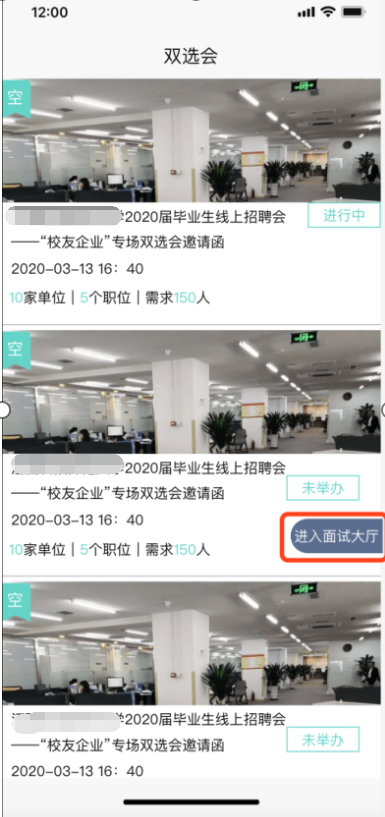 12:00
双选会
空
学2020届毕业生线上招聘会
进行中
——“校友企业”专场双选会邀请函
2020-03-13 16：40
10家单位｜5个职位｜需求150人
空
2020届毕业生线上招聘会
——“校友企业”专场双选会邀请函
未举办
2020-03-13 16：40
进入面试大厅
10家单位｜5个职位｜需求150人
空
学2020届毕业生线上招聘会
——“校友企业”专场双选会邀请函
未举办
2020-03-13 16：40